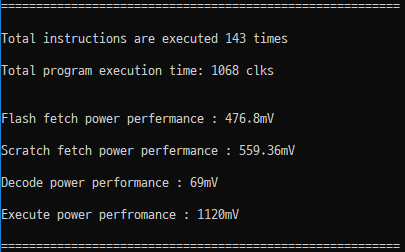 =========================================================
Total instructions are executed 143 times
Total program execution time: 1068 clks
Flash fetch power perfermance : 476.8mV
Scratch fetch power perfermance : 559.36mV
Decode power performance : 69mV
Execute power perfromance : 1120mV
=========================================================